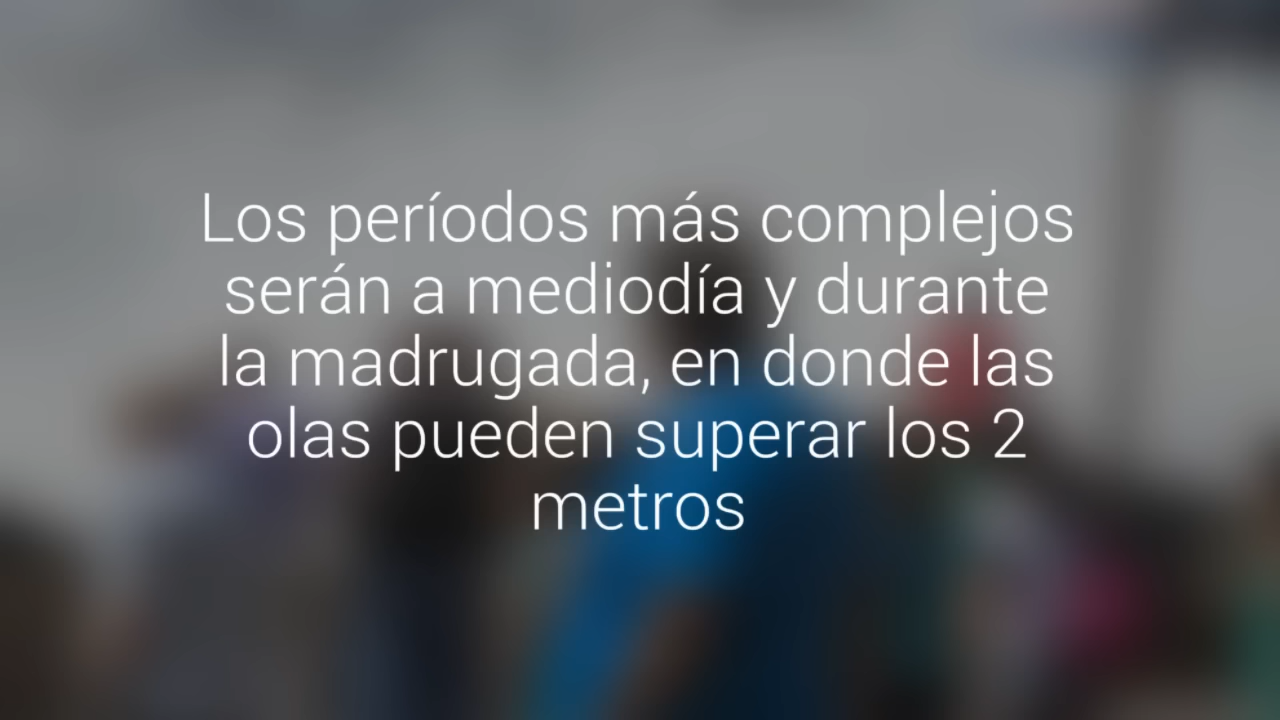 Los períodos más complejos
serán a mediodía y durante
la madrugada, en donde las
olas pueden superar los 2
metros